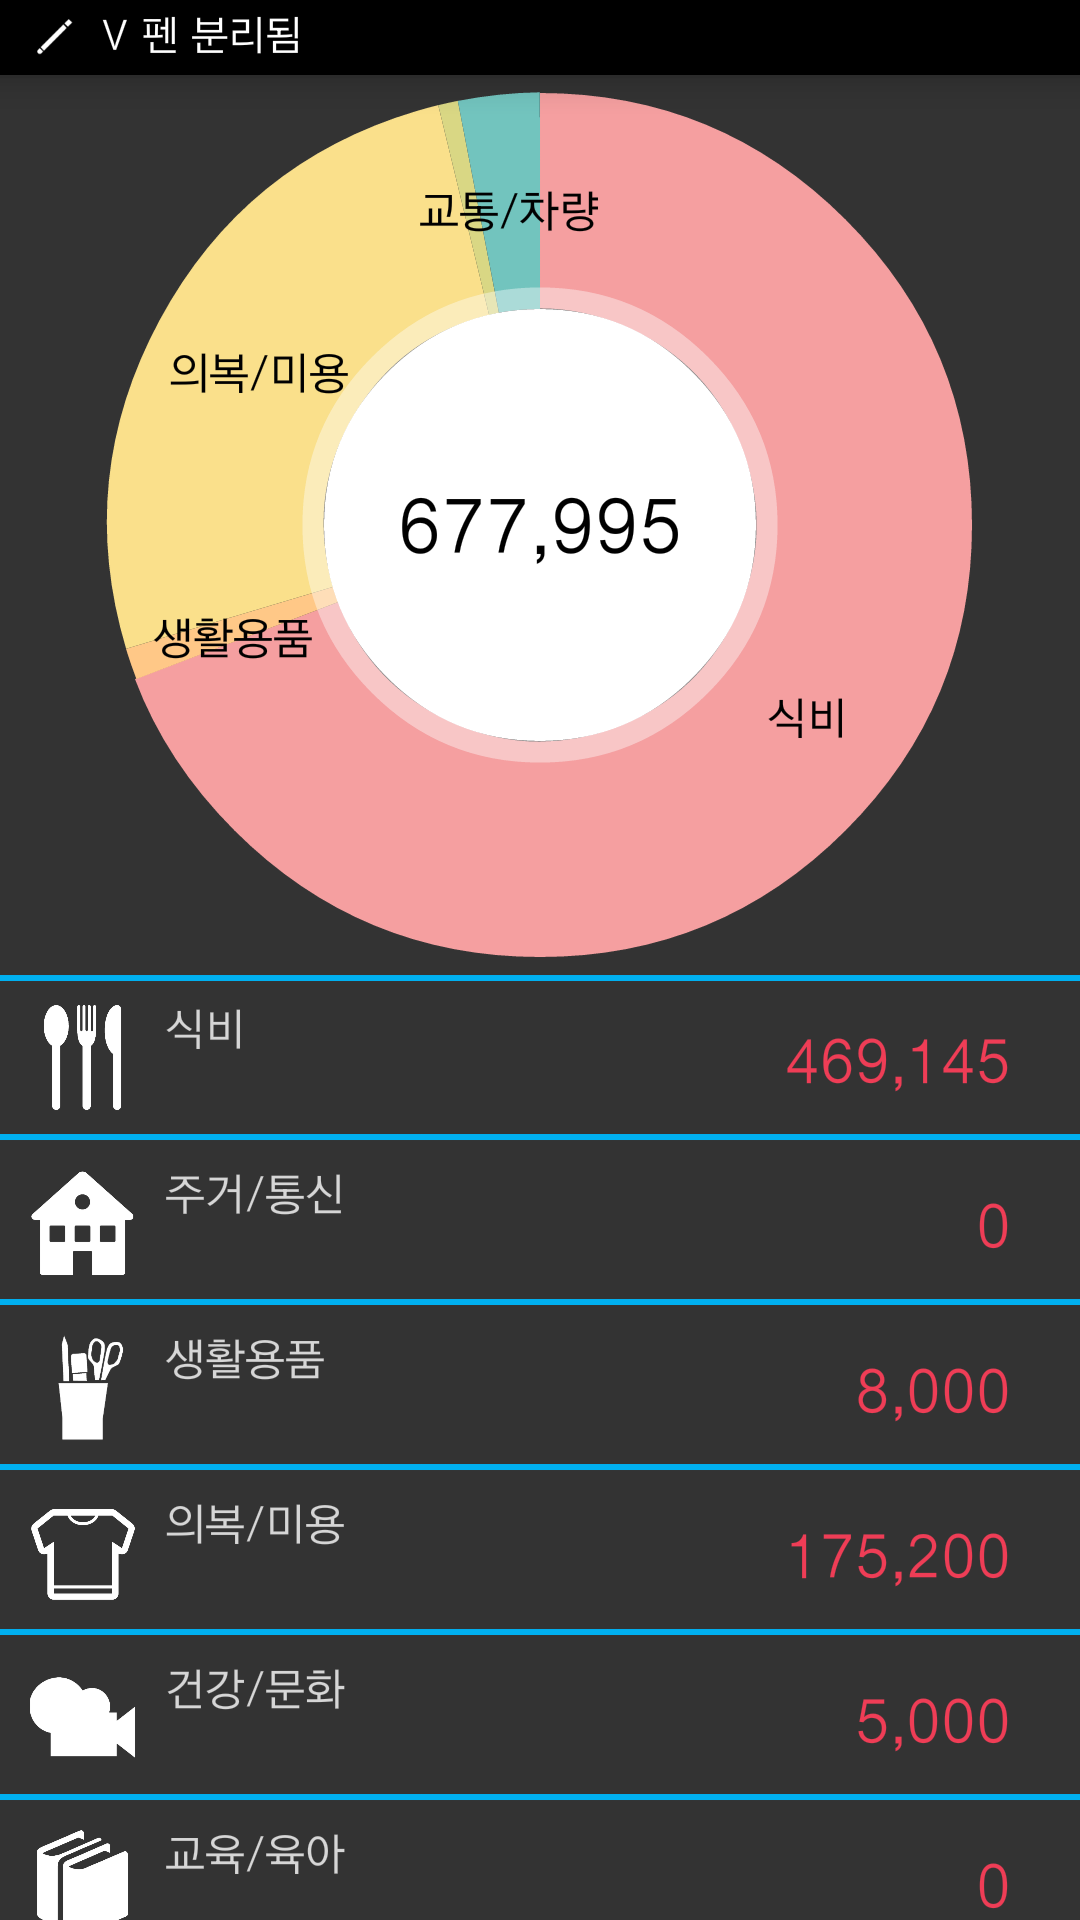 V 펜 분리됨
교통/차량
의복/미용
677,995
생활용품
식비
식비
469,145
주거/통신
0
생활용품
8,000
의복/미용
175,200
건강/문화
5,000
교육/육아
0